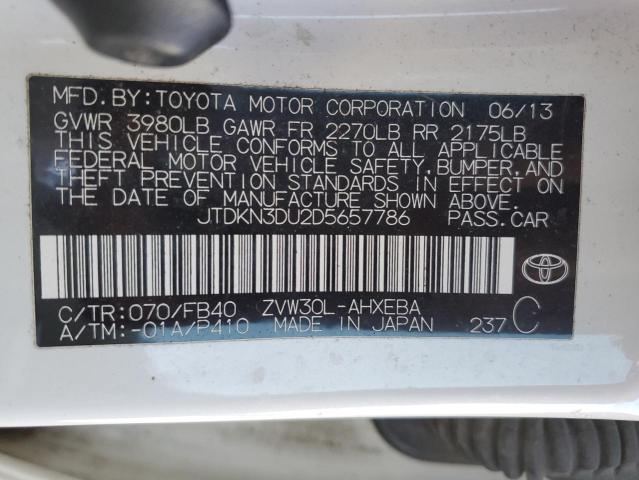 MFD.BY:TOYOTA MOTOR CORPORATION 06/13
GVWR 3980LB GAWR FR 2270LB RR 2175LB
THIS VEHICLE CONFORMS TO ALL APPLICABLE
FEDERAL MOTOR VEHICLE SAFETY,BUMPER,AND
THEFT PREVENTION STANDARDS IN EFFECT ON
THE DATE OF MANUFACTURE SHOWN ABOVE.
JTDKN3DU2D5657786 PASS.CAR
C/TR:070/FB40 ZVW30L-AHXEBA
A/TM:-01A/P410 MADE IN JAPAN 237 C